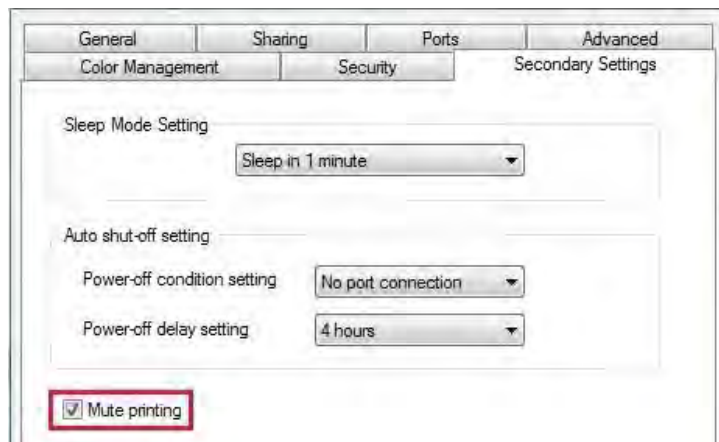 General Sharing Ports Advanced
Color Management Security Secondary Settings
Sleep Mode Setting
Sleep in 1 minute
Auto shut-off setting
Power-off condition setting No port connection
Power-off delay setting 4 hours
Mute printing